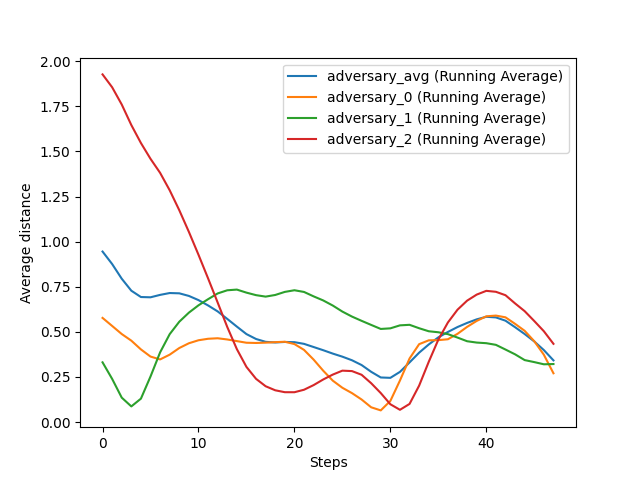 2.00
1.75
1.50
1.25
1.00
0.75
0.50
0.25
0.00
Average distance
adversary_avg (Running Average)
adversary_0 (Running Average)
adversary_1 (Running Average)
adversary_2 (Running Average)
0 10 20 30 40
Steps